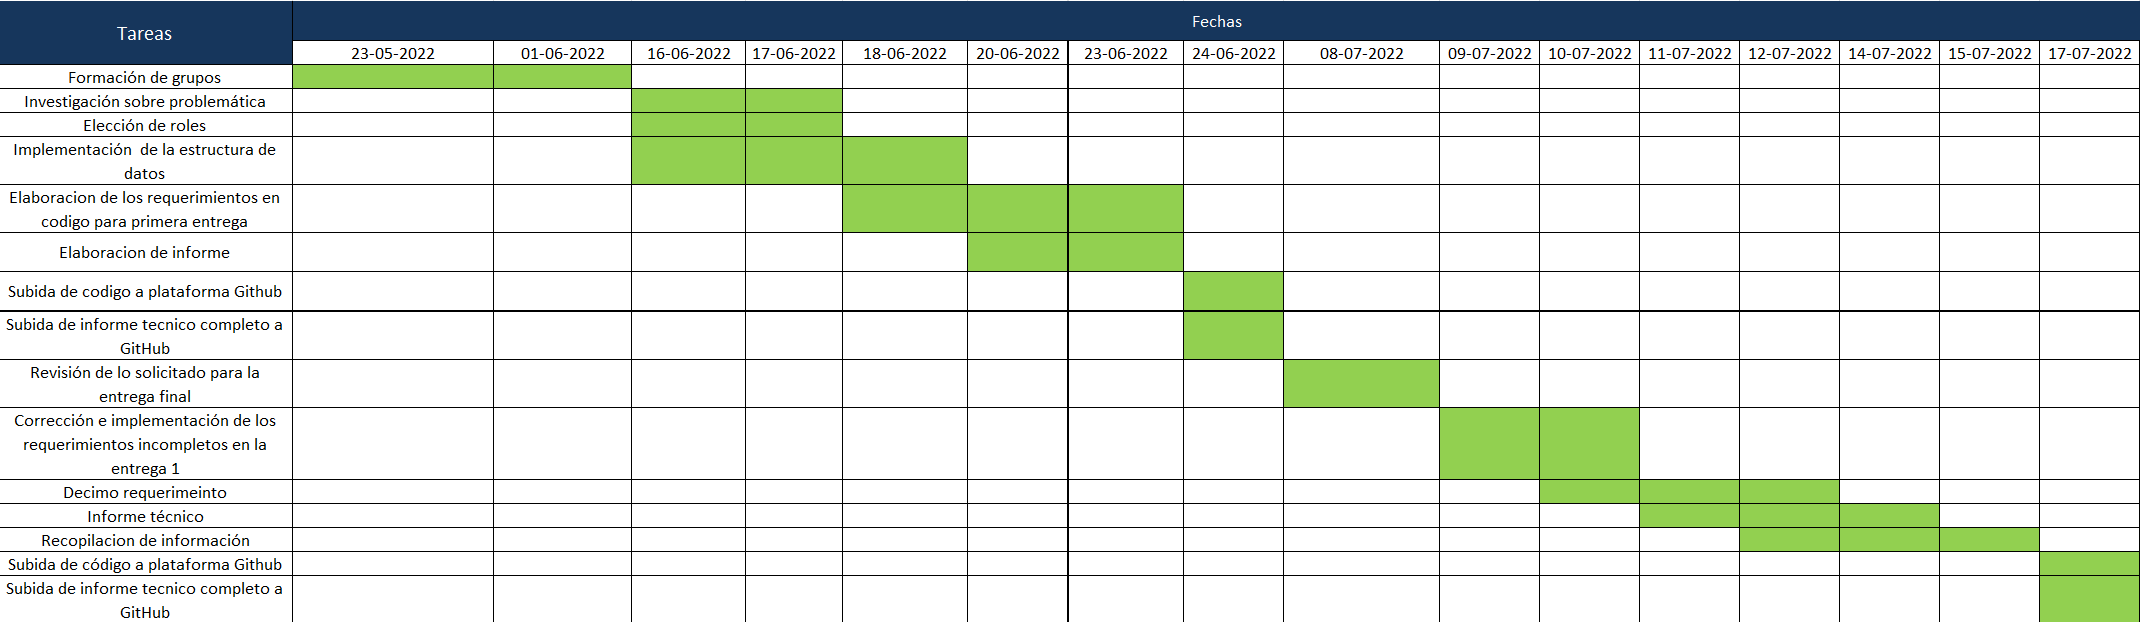 Tareas
Fechas
23-05-2022 01-06-2022 16-06-2022 17-06-2022 18-06-2022 20-06-2022 23-06-2022 24-06-2022 08-07-2022 09-07-2022 10-07-2022 11-07-2022 12-07-2022 14-07-2022 15-07-2022 17-07-2022
Formación de grupos
Investigación sobre problemática
Elección de roles
Implementación  de la estructura de
datos
Elaboracion de los requerimientos en
codigo para primera entrega
Elaboracion de informe
Subida de codigo a plataforma Github
Subida de informe tecnico completo a
GitHub
Revisión de lo solicitado para la
entrega final
Corrección e implementación de los
requerimientos incompletos en la
entrega 1
Decimo requerimeinto
Informe técnico
Recopilacion de información
Subida de código a plataforma Github
Subida de informe tecnico completo a
GitHub